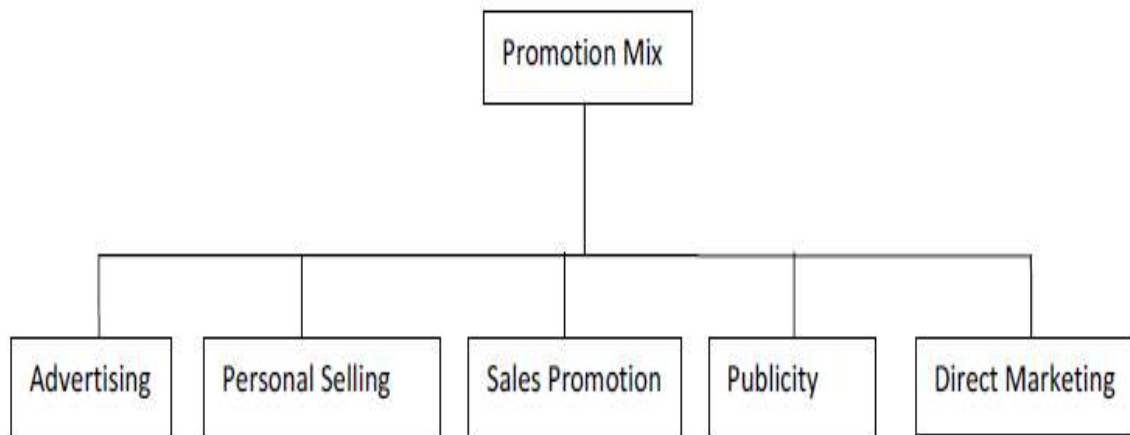 Promotion Mix
Advertising
Personal Selling
Sales Promotion
Publicity
Direct Marketing